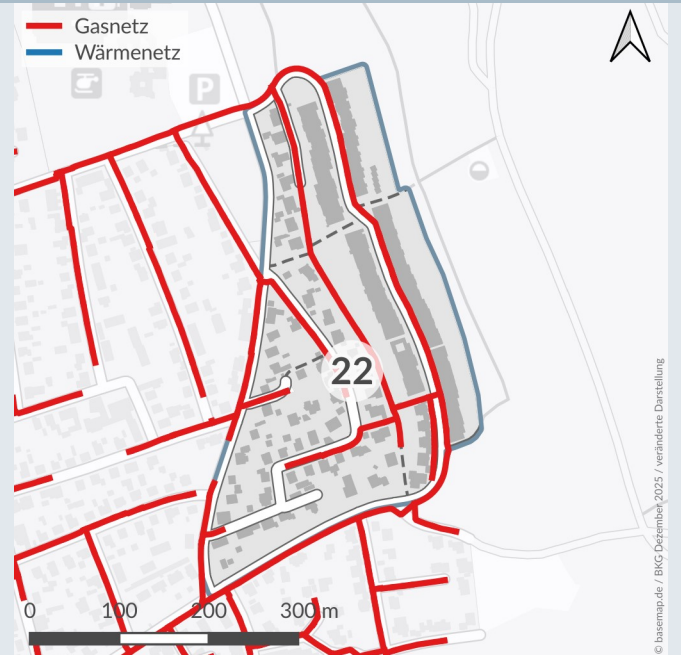 Gasnetz
Wärmenetz
P
22
0 100 200 300 m
© basemap.de / BKG Dezember 2025 / veränderte Darstellung